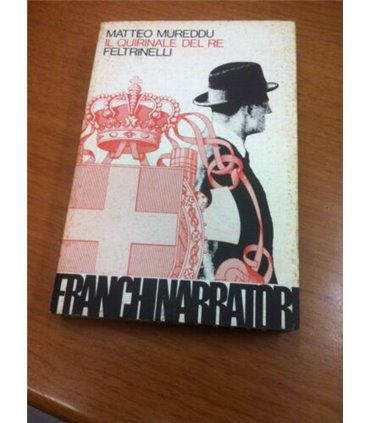 MATTEO MUREDDU
IL QUIRINALE DEL RE
FELTRINELLI
FRANCHI NARRATORI